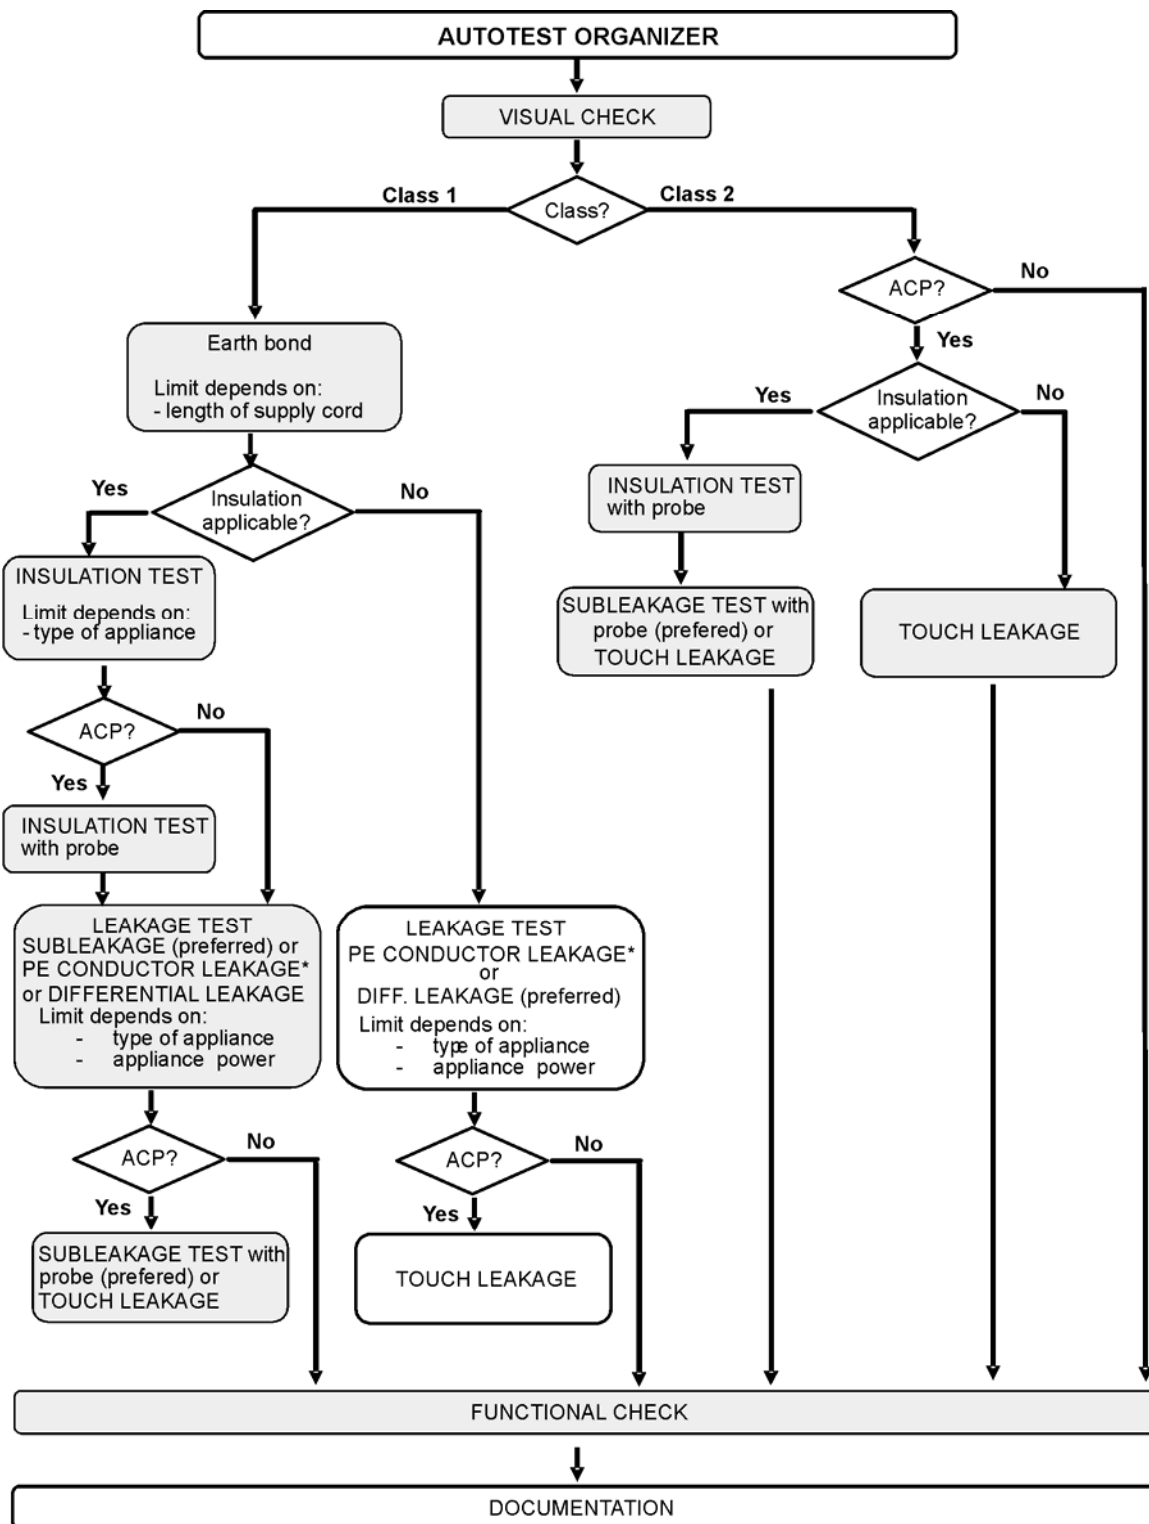 AUTOTEST ORGANIZER
VISUAL CHECK
Class 1
Class?
Class 2
ACP?
No
Yes
Earth bond
Limit depends on:
- length of supply cord
Yes
Insulation
applicable?
No
Yes
Insulation
applicable?
No
INSULATION TEST
with probe
INSULATION TEST
Limit depends on:
- type of appliance
SUBLEAKAGE TEST with
probe (prefered) or
TOUCH LEAKAGE
TOUCH LEAKAGE
ACP?
No
Yes
INSULATION TEST
with probe
LEAKAGE TEST
SUBLEAKAGE (preferred) or
PE CONDUCTOR LEAKAGE*
or DIFFERENTIAL LEAKAGE
Limit depends on:
- type of appliance
- appliance power
LEAKAGE TEST
PE CONDUCTOR LEAKAGE*
or
DIFF. LEAKAGE (preferred)
Limit depends on:
- type of appliance
- appliance power
ACP?
No
Yes
ACP?
No
Yes
SUBLEAKAGE TEST with
probe (prefered) or
TOUCH LEAKAGE
TOUCH LEAKAGE
FUNCTIONAL CHECK
DOCUMENTATION